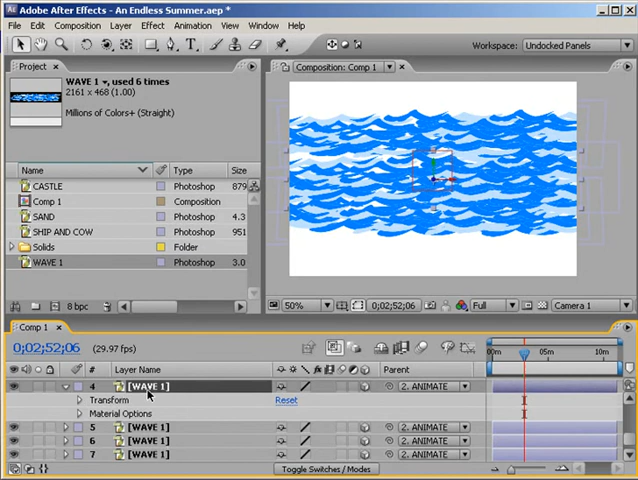 Adobe After Effects - An Endless Summer.aep *
File Edit Composition Layer Effect Animation View Window Help
Workspace: Undocked Panels
Project
WAVE 1, used 6 times
2161 x 468 (1.00)
Millions of Colors+ (Straight)
Composition: Comp 1
Name Type Size
CASTLE Photoshop 879
Comp 1 Composition
SAND Photoshop 4.3
SHIP AND COW Photoshop 951
Solids Folder
WAVE 1 Photoshop 3.0
8 bpc
50% 0;02;52;06 Full Camera 1
Comp 1
0;02;52;06 (29.97 fps)
# Layer Name Parent
00m 05m 10m
4 [WAVE 1] 2. ANIMATE
Transform Reset
Material Options
5 [WAVE 1] 2. ANIMATE
6 [WAVE 1] 2. ANIMATE
7 [WAVE 1] 2. ANIMATE
Toggle Switches / Modes